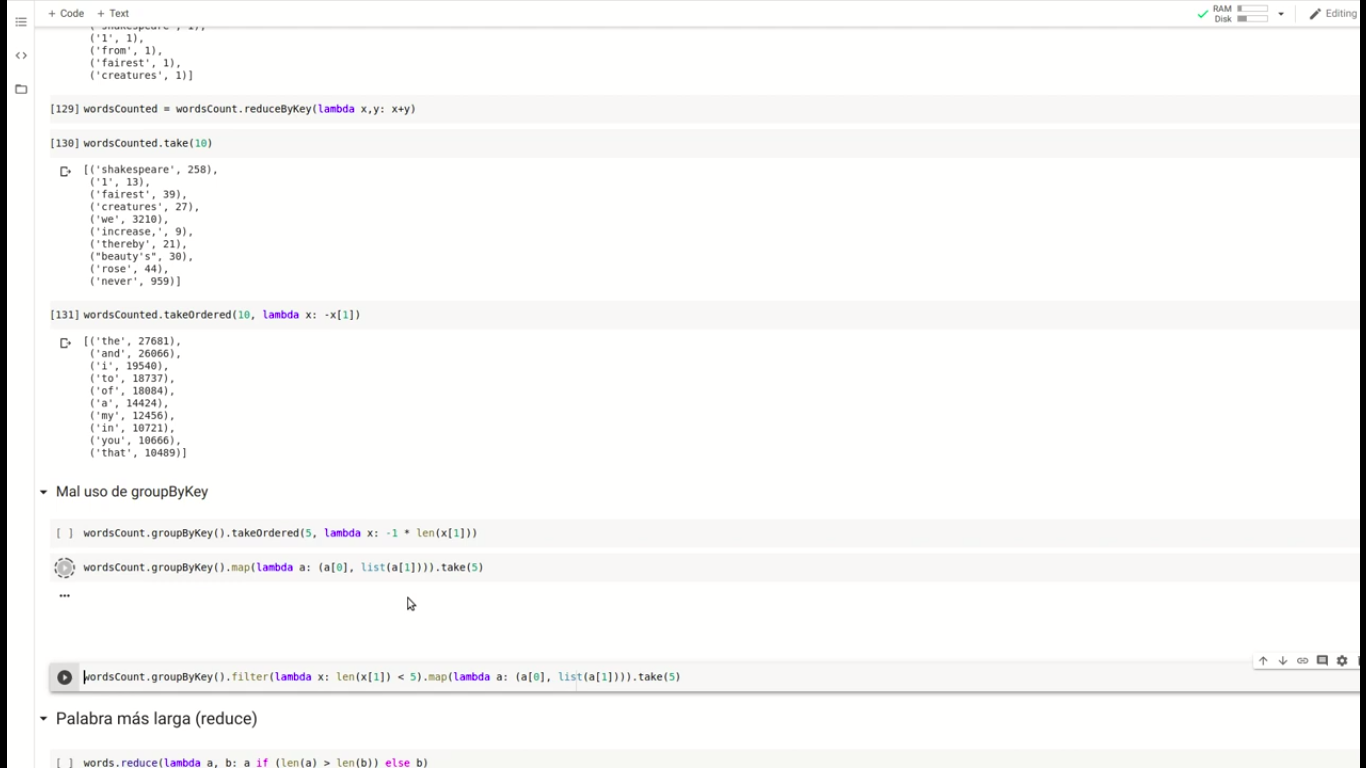 + Code + Text
RAM
Disk
Editing
('shakespeare', 1),
('1', 1),
('from', 1),
('fairest', 1),
('creatures', 1)]
[129] wordsCounted = wordsCount.reduceByKey(lambda x,y: x+y)
[130] wordsCounted.take(10)
[('shakespeare', 258),
('1', 13),
('fairest', 39),
('creatures', 27),
('we', 3210),
('increase,', 9),
('thereby', 21),
("beauty's", 30),
('rose', 44),
('never', 959)]
[131] wordsCounted.takeOrdered(10, lambda x: -x[1])
[('the', 27681),
('and', 26066),
('i', 19540),
('to', 18737),
('of', 18084),
('a', 14424),
('my', 12456),
('in', 10721),
('you', 10666),
('that', 10489)]
Mal uso de groupByKey
[ ] wordsCount.groupByKey().takeOrdered(5, lambda x: -1 * len(x[1]))
wordsCount.groupByKey().map(lambda a: (a[0], list(a[1]))).take(5)
...
wordsCount.groupByKey().filter(lambda x: len(x[1]) < 5).map(lambda a: (a[0], list(a[1]))).take(5)
Palabra más larga (reduce)
[ ] words.reduce(lambda a, b: a if (len(a) > len(b)) else b)